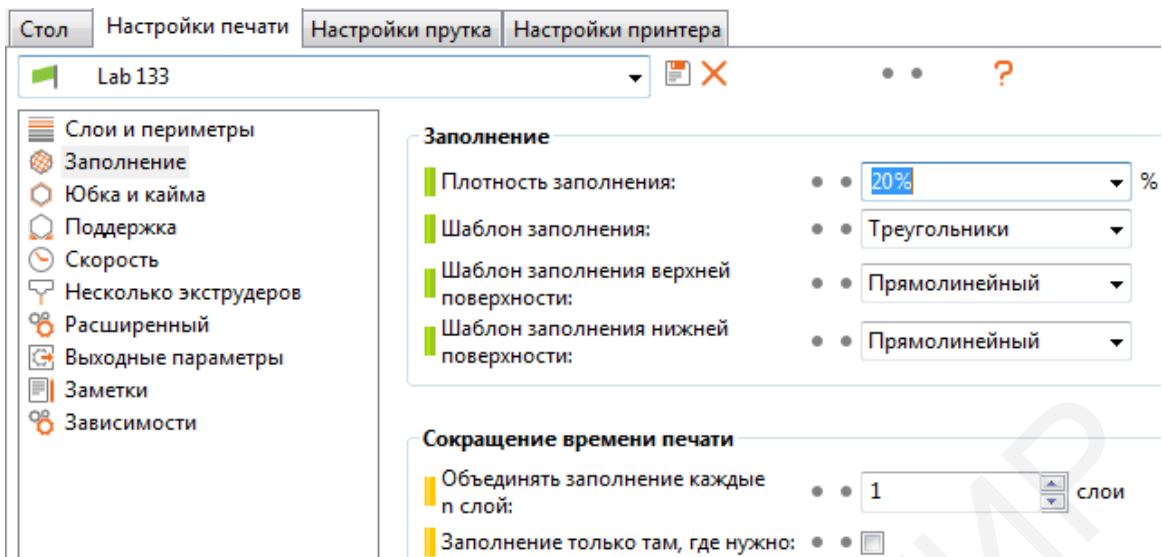 Стол Настройки печати Настройки прутка Настройки принтера
Lab 133 ?
Слои и периметры
Заполнение
Юбка и кайма
Поддержка
Скорость
Несколько экструдеров
Расширенный
Выходные параметры
Заметки
Зависимости
Заполнение
Плотность заполнения: 20% %
Шаблон заполнения: Треугольники
Шаблон заполнения верхней
поверхности: Прямолинейный
Шаблон заполнения нижней
поверхности: Прямолинейный
Сокращение времени печати
Объединять заполнение каждые
n слой: 1 слои
Заполнение только там, где нужно: